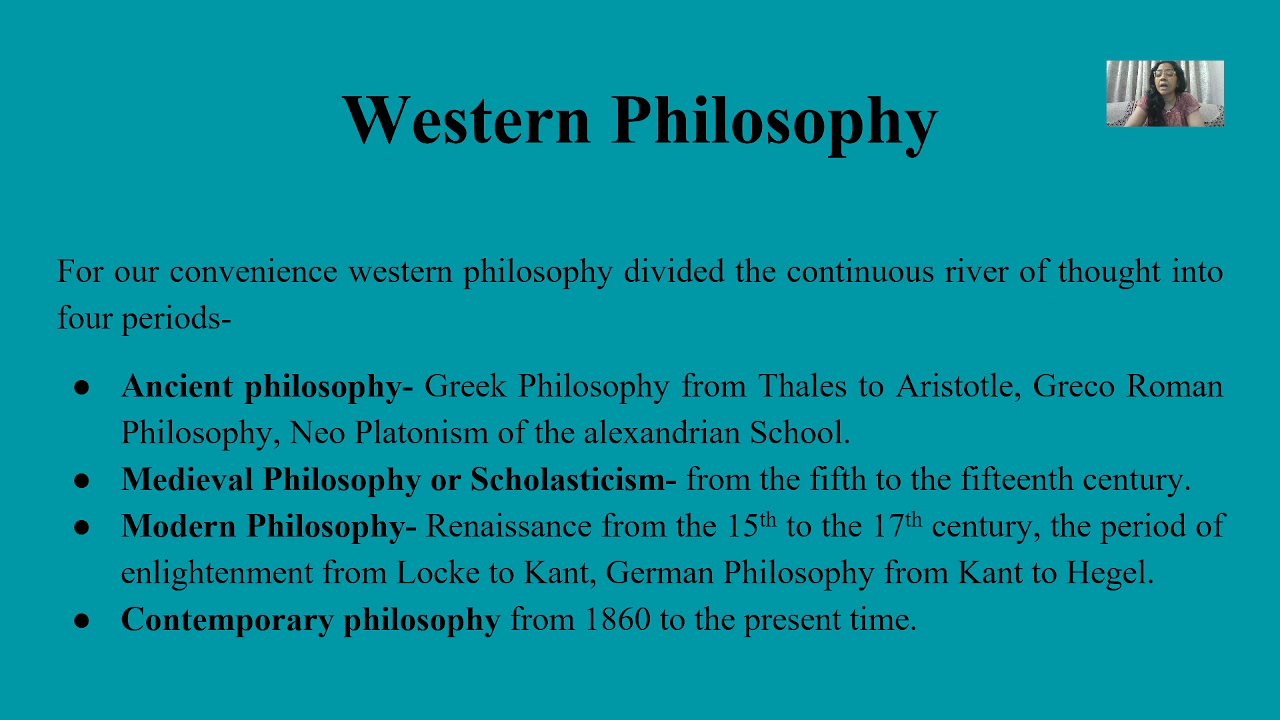 Western Philosophy
For our convenience western philosophy divided the continuous river of thought into
four periods-
● Ancient philosophy- Greek Philosophy from Thales to Aristotle, Greco Roman
Philosophy, Neo Platonism of the alexandrian School.
● Medieval Philosophy or Scholasticism- from the fifth to the fifteenth century.
● Modern Philosophy- Renaissance from the 15th to the 17th century, the period of
enlightenment from Locke to Kant, German Philosophy from Kant to Hegel.
● Contemporary philosophy from 1860 to the present time.